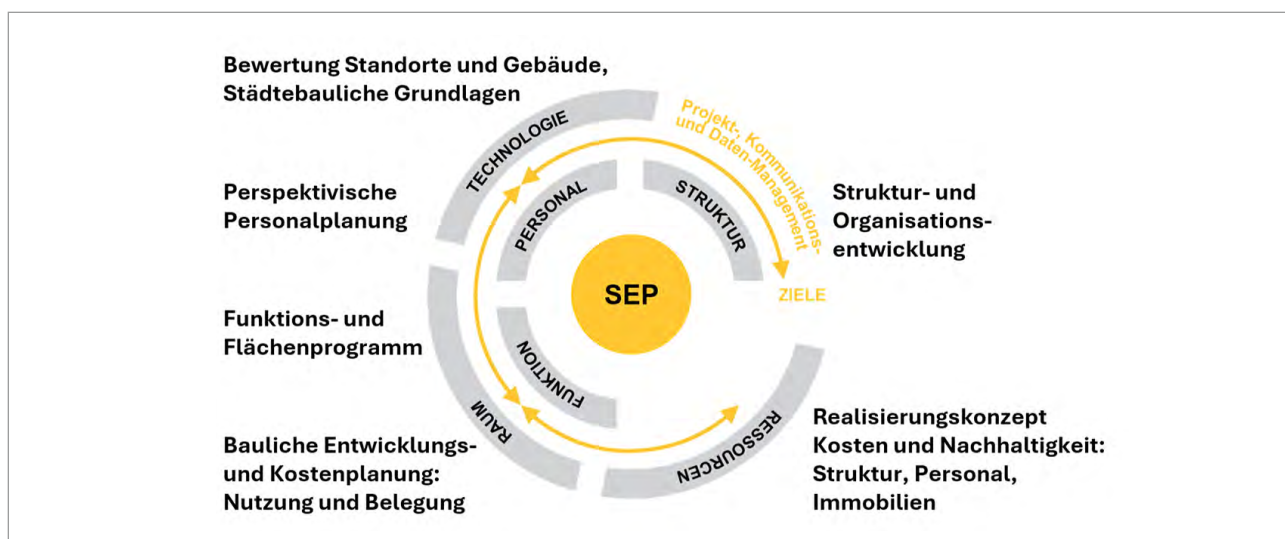 Bewertung Standorte und Gebäude,
Städtebauliche Grundlagen
Projekt-, Kommunikations-
und Daten-Management
TECHNOLOGIE
Perspektivische
Personalplanung
PERSONAL
STRUKTUR
Struktur- und
Organisations-
entwicklung
SEP
ZIELE
Funktions- und
Flächenprogramm
FUNKTION
RAUM
RESSOURCEN
Bauliche Entwicklungs-
und Kostenplanung:
Nutzung und Belegung
Realisierungskonzept
Kosten und Nachhaltigkeit:
Struktur, Personal,
Immobilien